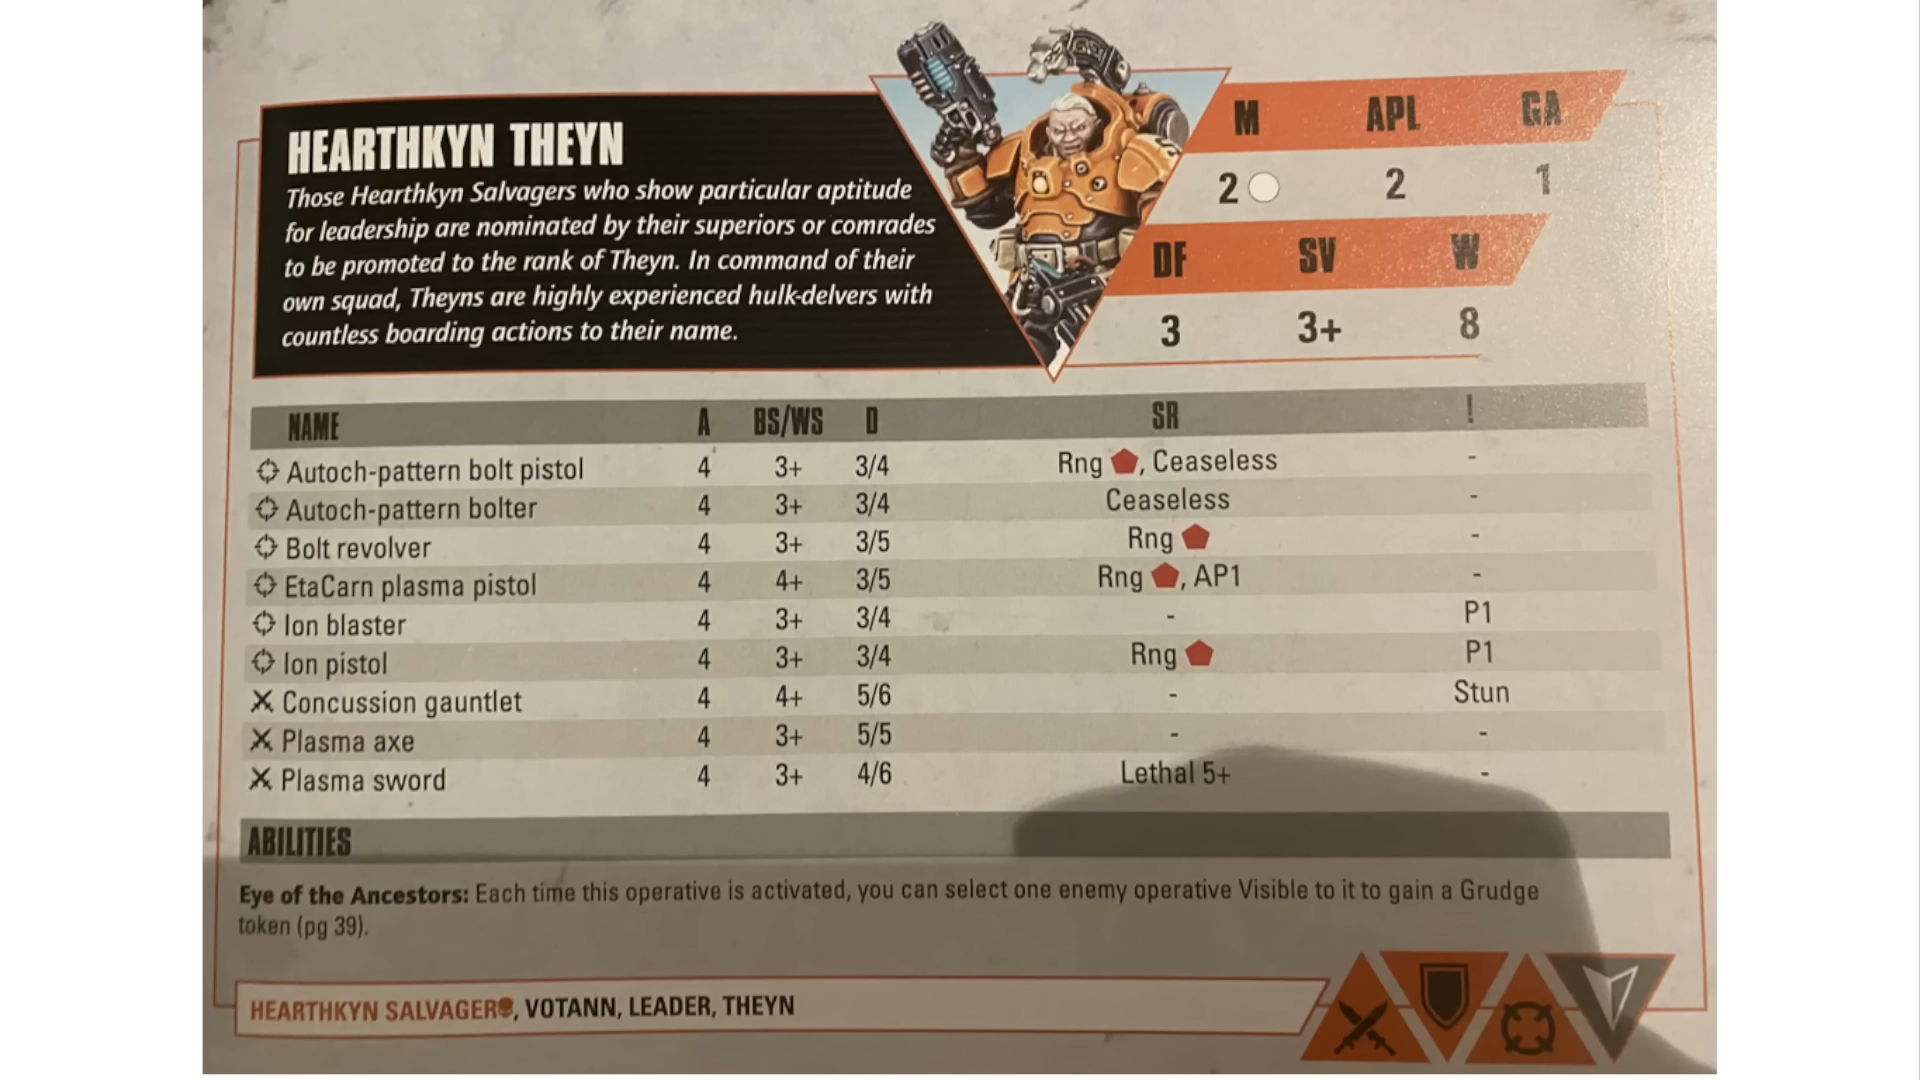 HEARTHKYN THEYN
Those Hearthkyn Salvagers who show particular aptitude
for leadership are nominated by their superiors or comrades
to be promoted to the rank of Theyn. In command of their
own squad, Theyns are highly experienced hulk-delvers with
countless boarding actions to their name.
M APL GA
2 2 1
DF SV W
3 3+ 8
NAME A BS/WS D SR !
Autoch-pattern bolt pistol 4 3+ 3/4 Rng , Ceaseless -
Autoch-pattern bolter 4 3+ 3/4 Ceaseless -
Bolt revolver 4 3+ 3/5 Rng -
EtaCarn plasma pistol 4 4+ 3/5 Rng , AP1 -
Ion blaster 4 3+ 3/4 - P1
Ion pistol 4 3+ 3/4 Rng P1
Concussion gauntlet 4 4+ 5/6 - Stun
Plasma axe 4 3+ 5/5 - -
Plasma sword 4 3+ 4/6 Lethal 5+ -
ABILITIES
Eye of the Ancestors: Each time this operative is activated, you can select one enemy operative Visible to it to gain a Grudge
token (pg 39).
HEARTHKYN SALVAGER, VOTANN, LEADER, THEYN